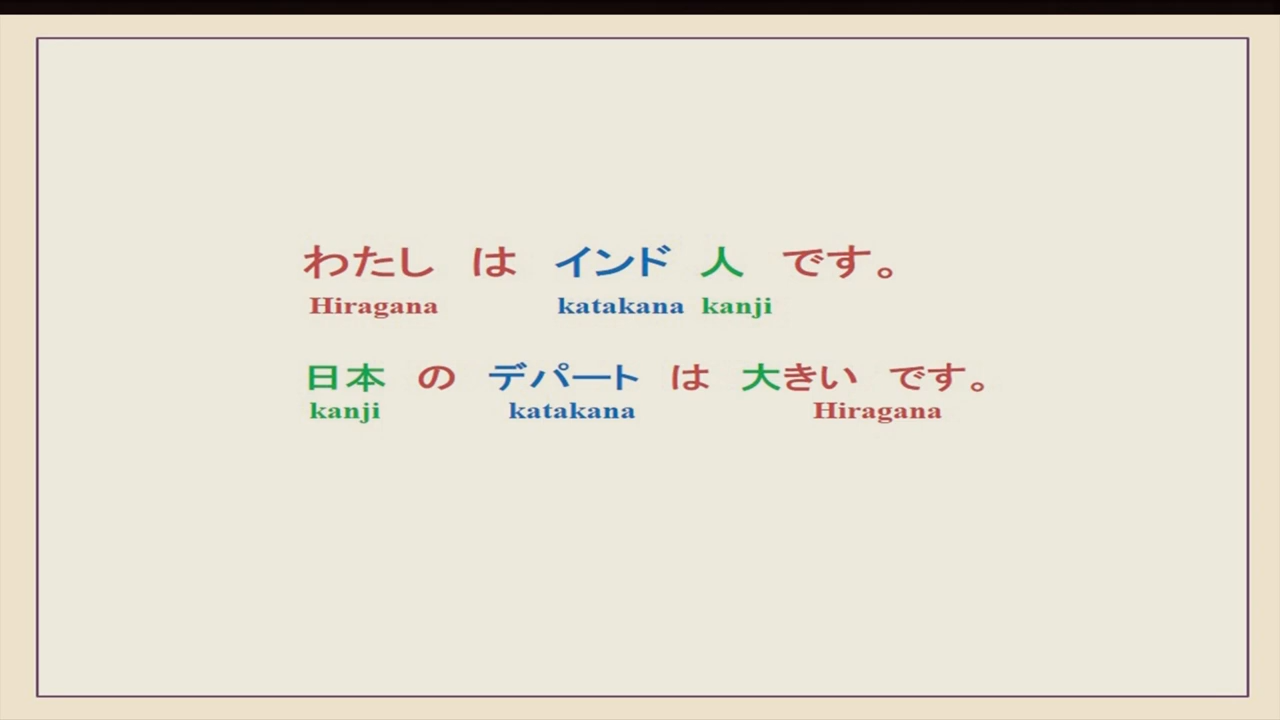 わたし は インド 人 です。
Hiragana katakana kanji
日本 の デパート は 大きい です。
kanji katakana Hiragana